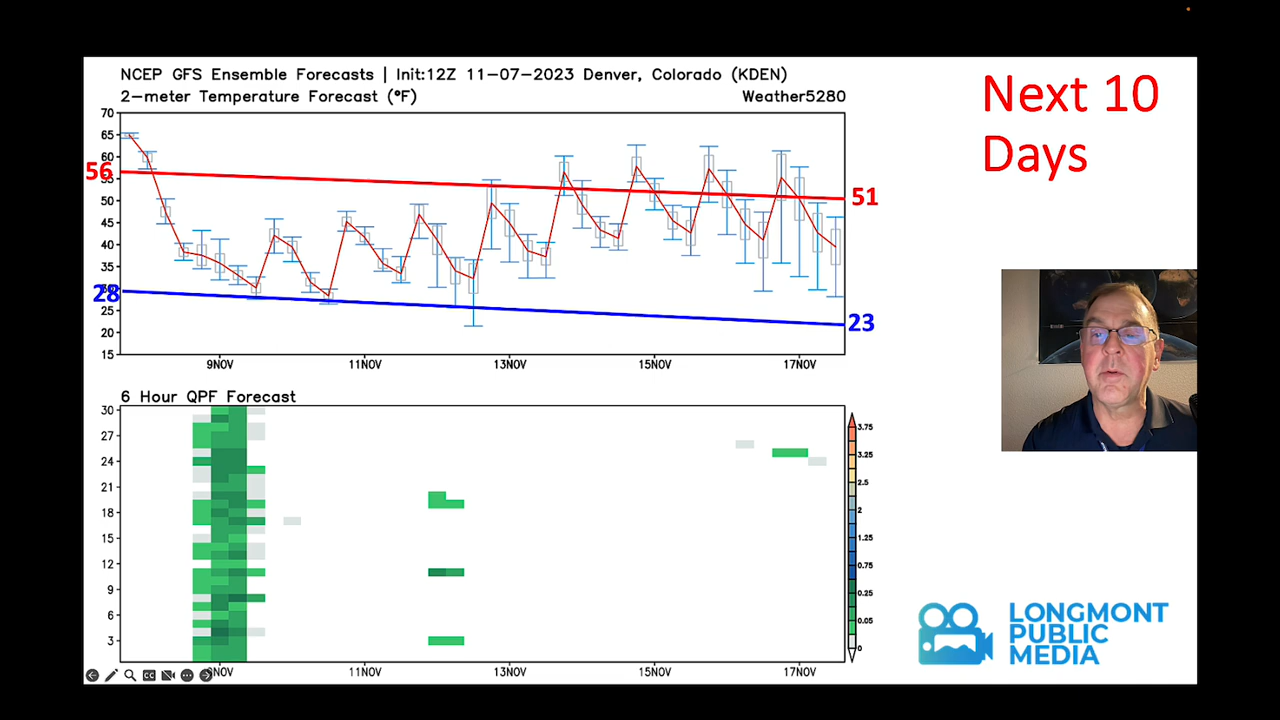 NCEP GFS Ensemble Forecasts | Init:12Z 11-07-2023 Denver, Colorado (KDEN)
2-meter Temperature Forecast (°F)
Weather5280
Next 10
Days
70
65
60
56
55
50
51
45
40
35
28
25
23
20
15
9NOV
11NOV
13NOV
15NOV
17NOV
6 Hour QPF Forecast
30
27
24
21
18
15
12
9
6
3
3.75
3.25
2.5
2
1.25
0.75
0.25
0.05
0
9NOV
11NOV
13NOV
15NOV
17NOV
CC
LONGMONT
PUBLIC
MEDIA